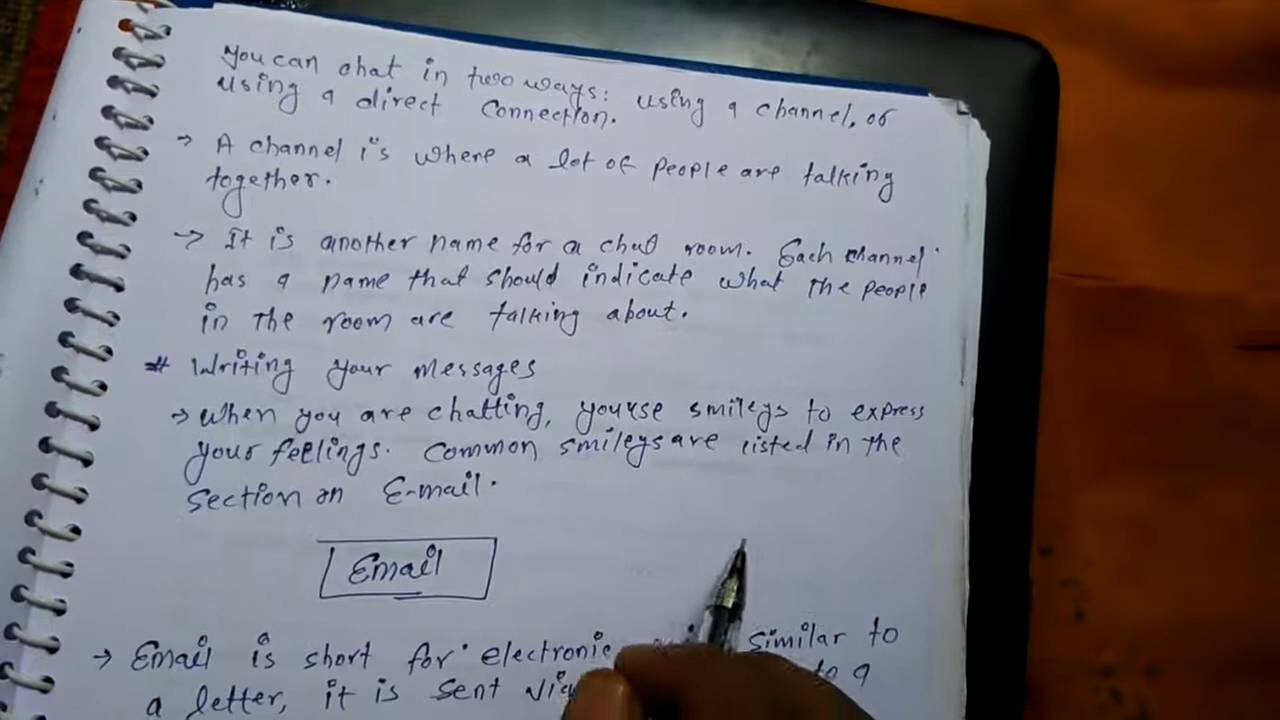 You can chat in two ways: using a channel, or
using a direct connection.
→ A channel is where a lot of people are talking
together.
→ It is another name for a chat room. Each channel
has a name that should indicate what the people
in the room are talking about.
# Writing your messages
→ When you are chatting, you use smileys to express
your feelings. Common smileys are listed in the
section on E-mail.
Email
→ Email is short for electronic similar to
a letter, it is sent via to a